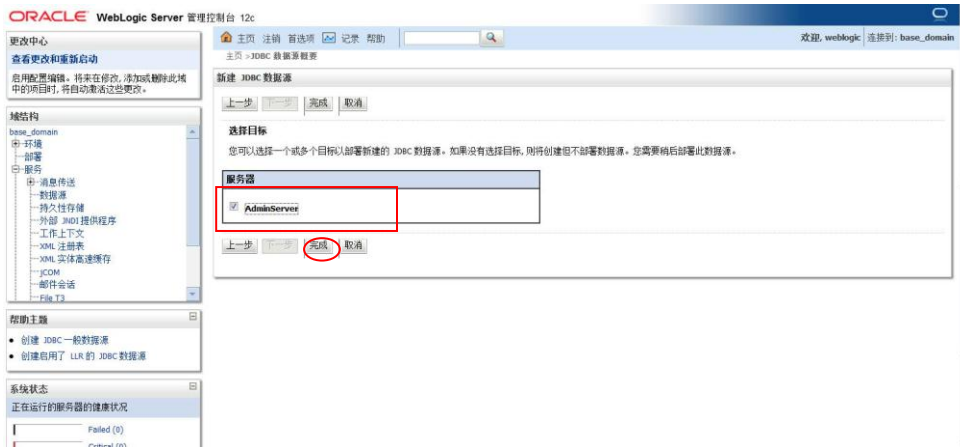 ORACLE WebLogic Server 管理控制台 12c
更改中心
查看更改和重新启动
启用配置编辑。将来在修改, 添加或删除此域
中的项目时, 将自动激活这些更改。
域结构
base_domain
环境
部署
服务
消息传送
数据源
持久性存储
外部 JNDI 提供程序
工作上下文
XML 注册表
XML 实体高速缓存
jCOM
邮件会话
File T3
帮助主题
创建 JDBC 一般数据源
创建启用了 LLR 的 JDBC 数据源
系统状态
正在运行的服务器的健康状况
Failed (0)
Critical (0)
主页 注销 首选项 记录 帮助
欢迎, weblogic 连接到: base_domain
主页 >JDBC 数据源概要
新建 JDBC 数据源
上一步 下一步 完成 取消
选择目标
您可以选择一个或多个目标以部署新建的 JDBC 数据源。如果没有选择目标, 则将创建但不部署数据源。您需要稍后部署此数据源。
服务器
AdminServer
上一步 下一步 完成 取消